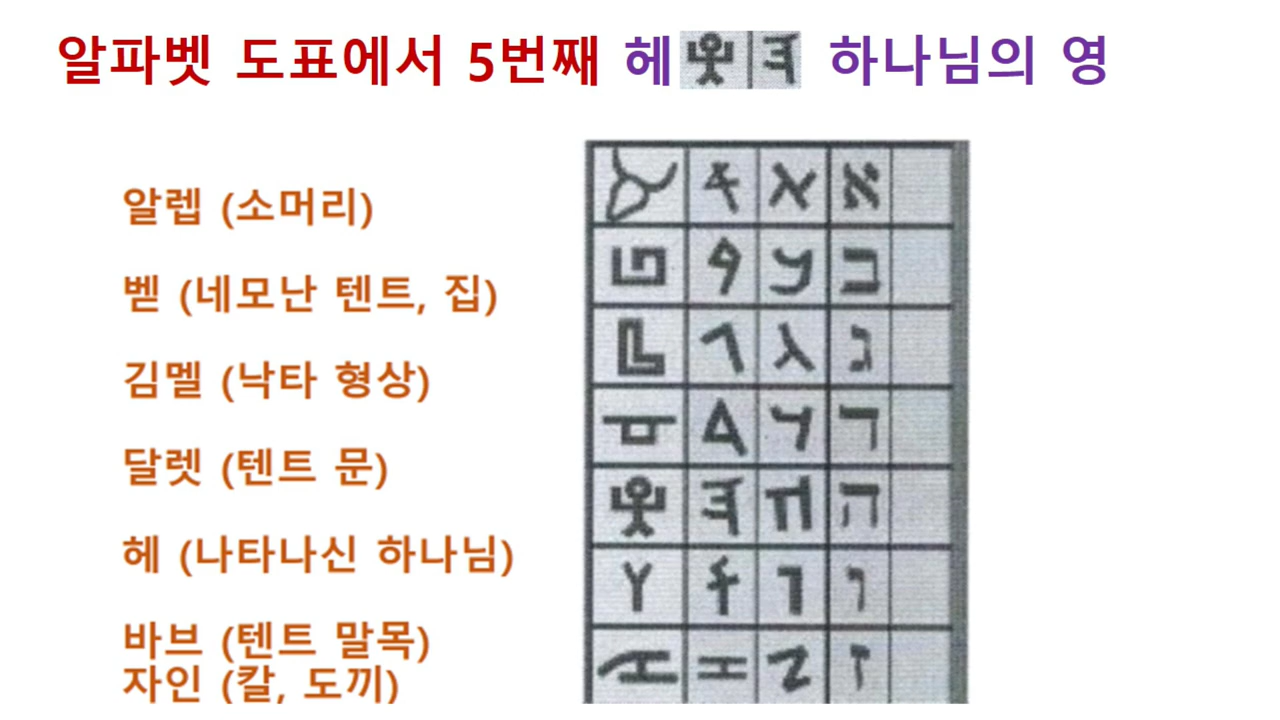 알파벳 도표에서 5번째 헤 하나님의 영
알렙 (소머리)
벧 (네모난 텐트, 집)
김멜 (낙타 형상)
달렛 (텐트 문)
헤 (나타나신 하나님)
바브 (텐트 말목)
자인 (칼, 도끼)
א
ב
ג
ד
ה
ו
ז